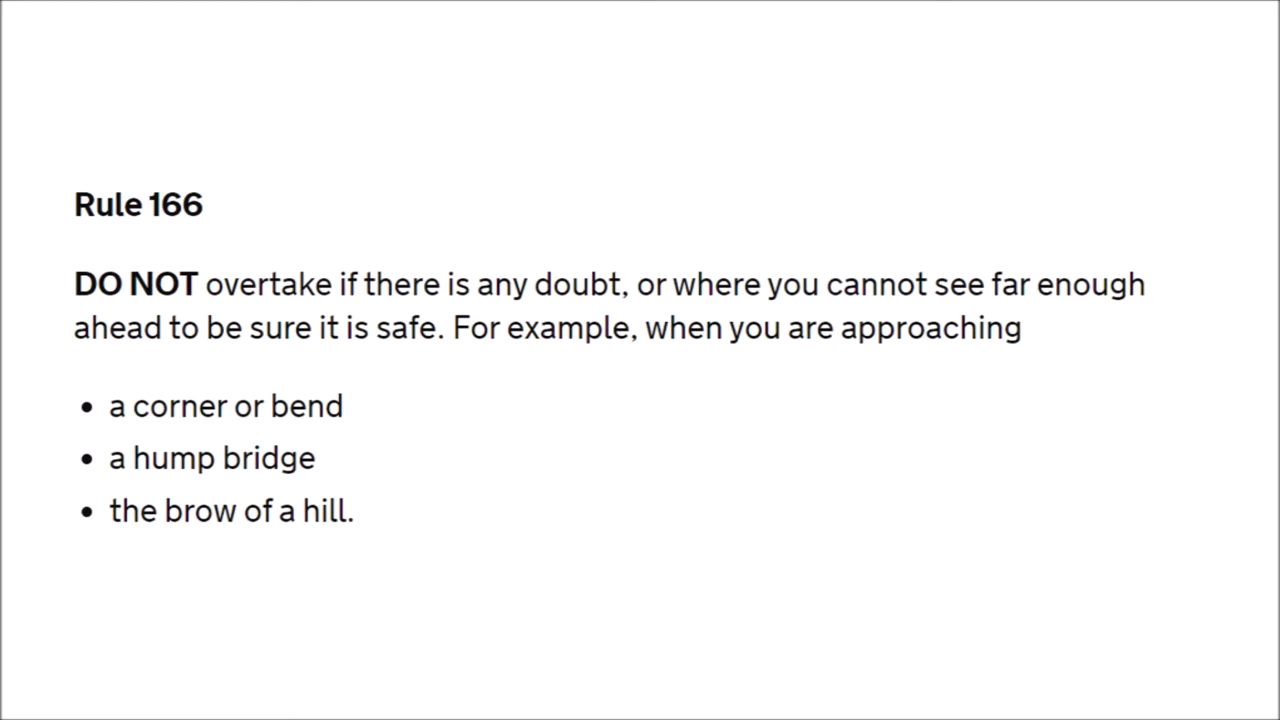 Rule 166
DO NOT overtake if there is any doubt, or where you cannot see far enough
ahead to be sure it is safe. For example, when you are approaching
• a corner or bend
• a hump bridge
• the brow of a hill.